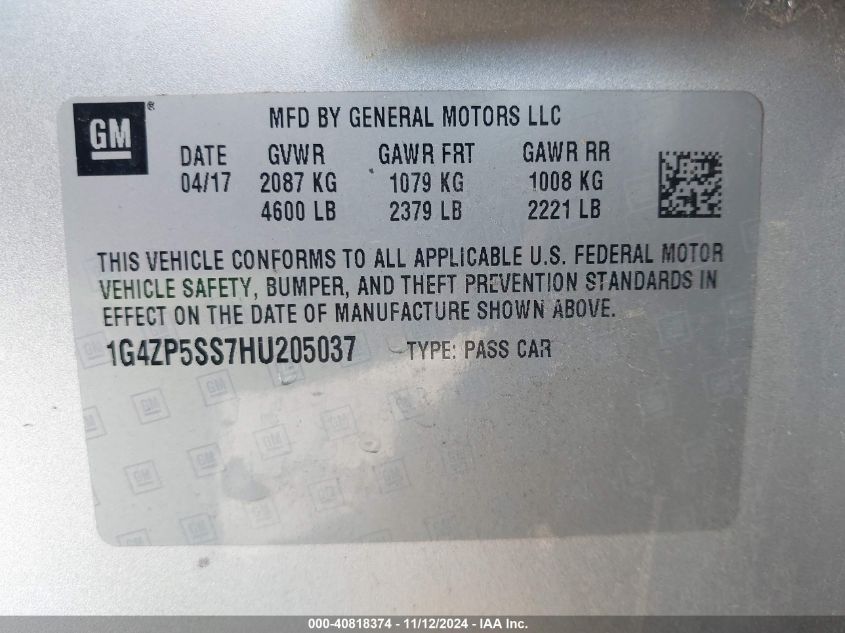 GM®
MFD BY GENERAL MOTORS LLC
DATE GVWR GAWR FRT GAWR RR
04/17 2087 KG 1079 KG 1008 KG
4600 LB 2379 LB 2221 LB
THIS VEHICLE CONFORMS TO ALL APPLICABLE U.S. FEDERAL MOTOR
VEHICLE SAFETY, BUMPER, AND THEFT PREVENTION STANDARDS IN
EFFECT ON THE DATE OF MANUFACTURE SHOWN ABOVE.
1G4ZP5SS7HU205037 TYPE: PASS CAR
000-40818374 - 11/12/2024 - IAA Inc.